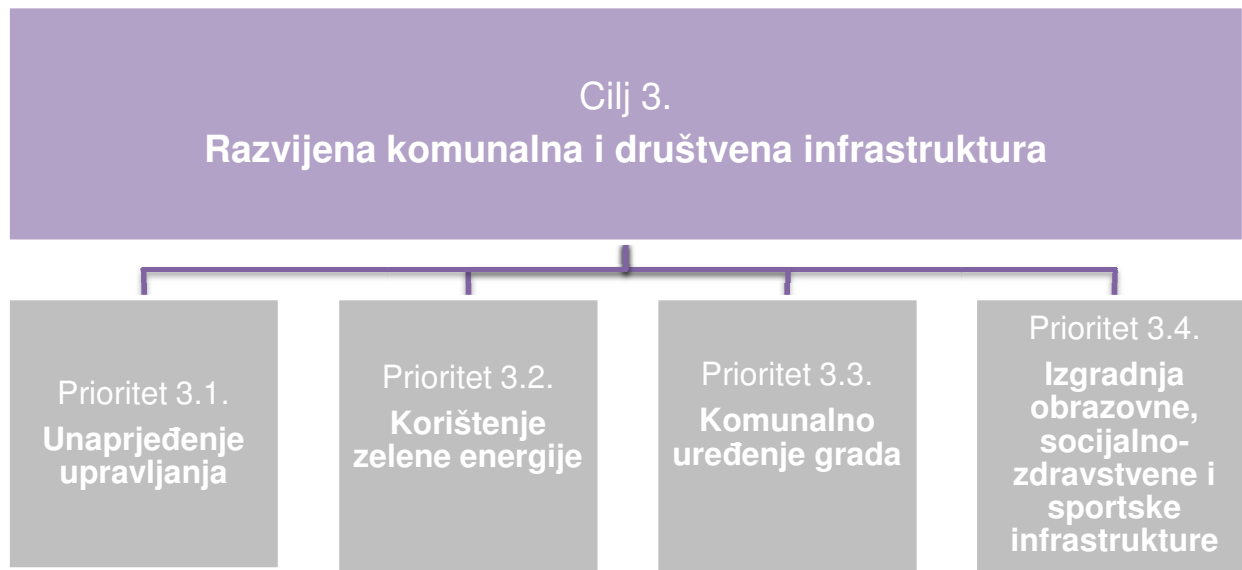 Cilj 3.
Razvijena komunalna i društvena infrastruktura
Prioritet 3.1.
Unaprjeđenje
upravljanja
Prioritet 3.2.
Korištenje
zelene energije
Prioritet 3.3.
Komunalno
uređenje grada
Prioritet 3.4.
Izgradnja
obrazovne,
socijalno-
zdravstvene i
sportske
infrastrukture